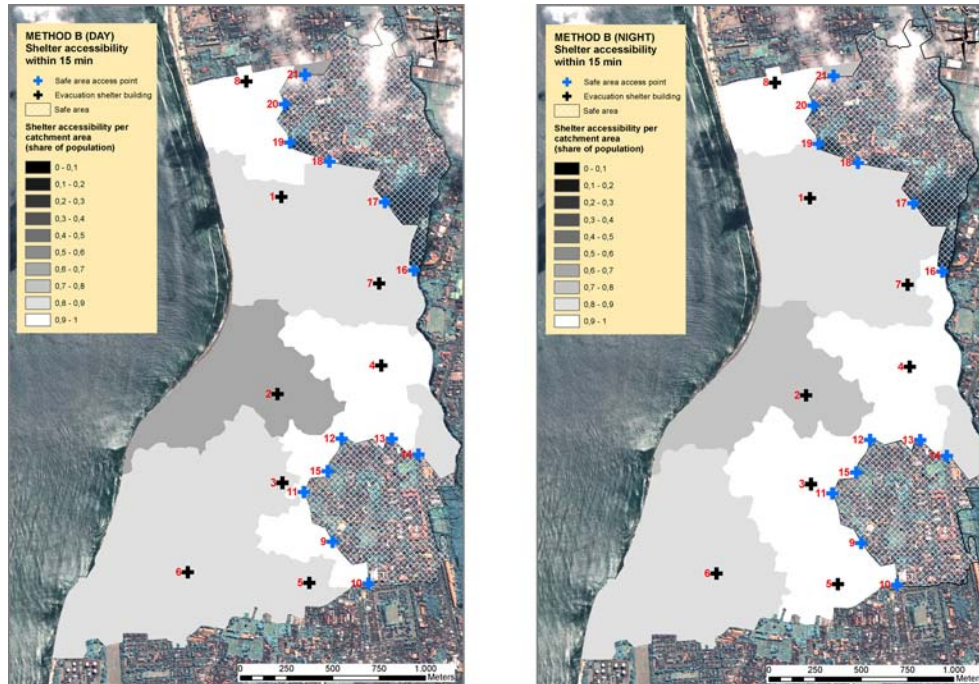 METHOD B (DAY)
Shelter accessibility
within 15 min
Safe area access point
Evacuation shelter building
Safe area
Shelter accessibility per
catchment area
(share of population)
0 - 0,1
0,1 - 0,2
0,2 - 0,3
0,3 - 0,4
0,4 - 0,5
0,5 - 0,6
0,6 - 0,7
0,7 - 0,8
0,8 - 0,9
0,9 - 1
8
21
20
19
18
1
17
16
7
4
2
12
13
14
15
3
11
9
6
5
10
0 250 500 750 1.000
Meters
METHOD B (NIGHT)
Shelter accessibility
within 15 min
Safe area access point
Evacuation shelter building
Safe area
Shelter accessibility per
catchment area
(share of population)
0 - 0,1
0,1 - 0,2
0,2 - 0,3
0,3 - 0,4
0,4 - 0,5
0,5 - 0,6
0,6 - 0,7
0,7 - 0,8
0,8 - 0,9
0,9 - 1
8
21
20
19
18
1
17
16
7
4
2
12
13
14
15
3
11
9
6
5
10
0 250 500 750 1.000
Meters